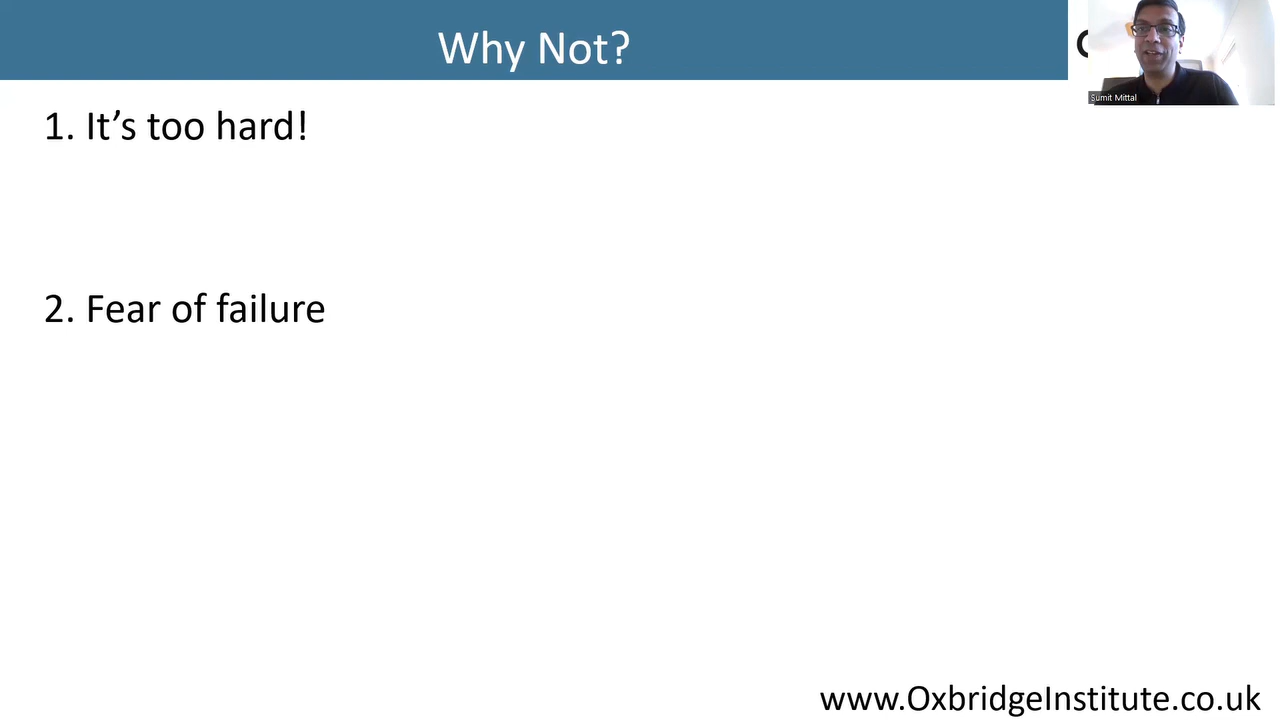 Why Not?
Sumit Mittal
1. It’s too hard!
2. Fear of failure
www.OxbridgeInstitute.co.uk